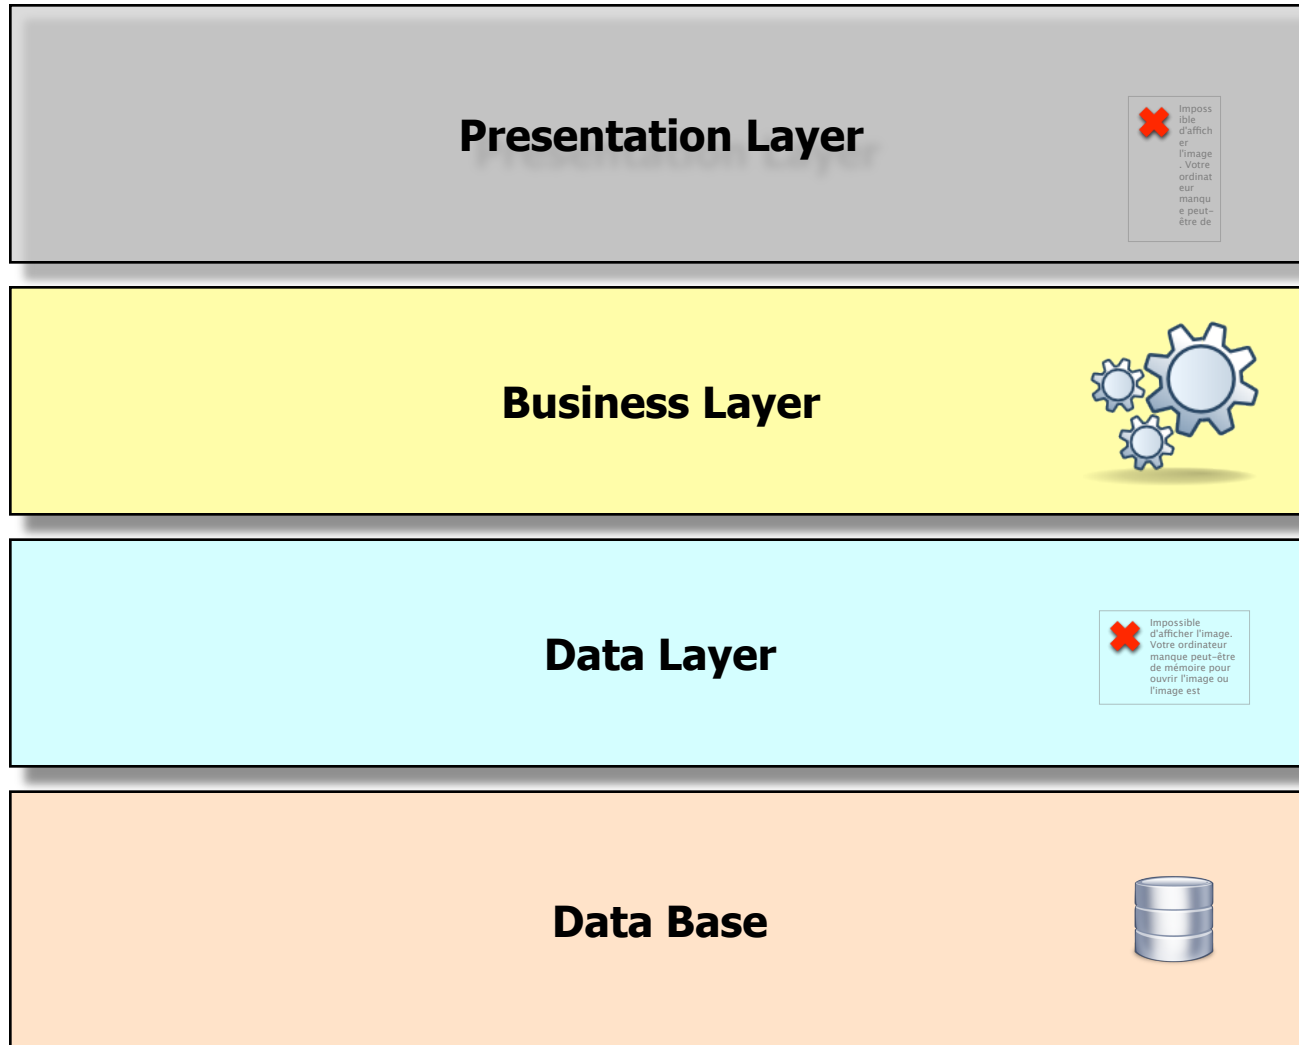 Presentation Layer
Imposs
ible
d'affich
er
l'image
. Votre
ordinat
eur
manqu
e peut-
être de
Business Layer
Data Layer
Impossible
d'afficher l'image.
Votre ordinateur
manque peut-être
de mémoire pour
ouvrir l'image ou
l'image est
Data Base